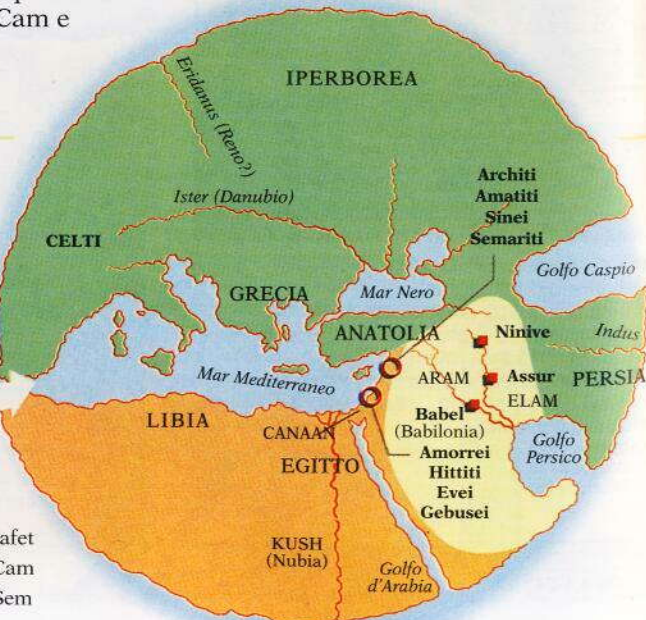 Cam e
IPERBOREA
Eridanus (Reno?)
Ister (Danubio)
Architi
Amatiti
Sinei
Semariti
CELTI
Golfo Caspio
GRECIA
Mar Nero
ANATOLIA
Ninive
Indus
Mar Mediterraneo
ARAM
Assur
PERSIA
ELAM
LIBIA
Babel
(Babilonia)
CANAAN
Golfo
Persico
EGITTO
Amorrei
Hittiti
Evei
Gebusei
KUSH
(Nubia)
Golfo
d'Arabia
afet
Cam
Sem